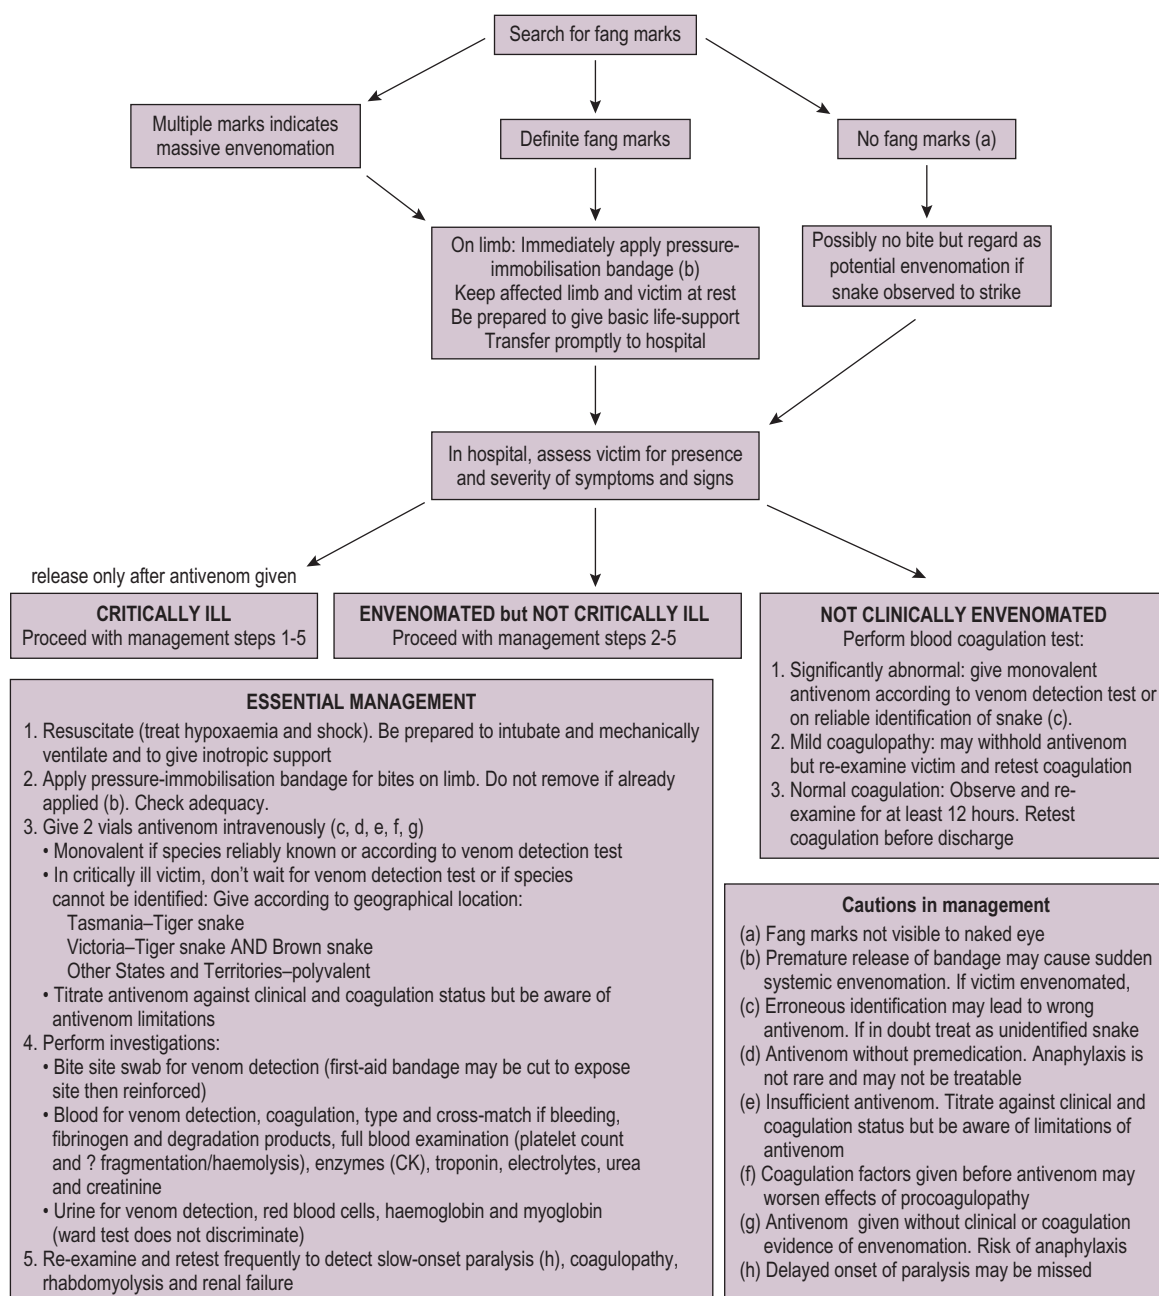 Search for fang marks
Multiple marks indicates
massive envenomation
Definite fang marks
No fang marks (a)
On limb: Immediately apply pressure-
immobilisation bandage (b)
Keep affected limb and victim at rest
Be prepared to give basic life-support
Transfer promptly to hospital
Possibly no bite but regard as
potential envenomation if
snake observed to strike
In hospital, assess victim for presence
and severity of symptoms and signs
release only after antivenom given
CRITICALLY ILL
Proceed with management steps 1-5
ENVENOMATED but NOT CRITICALLY ILL
Proceed with management steps 2-5
NOT CLINICALLY ENVENOMATED
Perform blood coagulation test:
1. Significantly abnormal: give monovalent
antivenom according to venom detection test or
on reliable identification of snake (c).
2. Mild coagulopathy: may withhold antivenom
but re-examine victim and retest coagulation
3. Normal coagulation: Observe and re-
examine for at least 12 hours. Retest
coagulation before discharge
ESSENTIAL MANAGEMENT
1. Resuscitate (treat hypoxaemia and shock). Be prepared to intubate and mechanically
ventilate and to give inotropic support
2. Apply pressure-immobilisation bandage for bites on limb. Do not remove if already
applied (b). Check adequacy.
3. Give 2 vials antivenom intravenously (c, d, e, f, g)
• Monovalent if species reliably known or according to venom detection test
• In critically ill victim, don't wait for venom detection test or if species
cannot be identified: Give according to geographical location:
Tasmania–Tiger snake
Victoria–Tiger snake AND Brown snake
Other States and Territories–polyvalent
• Titrate antivenom against clinical and coagulation status but be aware of
antivenom limitations
4. Perform investigations:
• Bite site swab for venom detection (first-aid bandage may be cut to expose
site then reinforced)
• Blood for venom detection, coagulation, type and cross-match if bleeding,
fibrinogen and degradation products, full blood examination (platelet count
and ? fragmentation/haemolysis), enzymes (CK), troponin, electrolytes, urea
and creatinine
• Urine for venom detection, red blood cells, haemoglobin and myoglobin
(ward test does not discriminate)
5. Re-examine and retest frequently to detect slow-onset paralysis (h), coagulopathy,
rhabdomyolysis and renal failure
Cautions in management
(a) Fang marks not visible to naked eye
(b) Premature release of bandage may cause sudden
systemic envenomation. If victim envenomated,
(c) Erroneous identification may lead to wrong
antivenom. If in doubt treat as unidentified snake
(d) Antivenom without premedication. Anaphylaxis is
not rare and may not be treatable
(e) Insufficient antivenom. Titrate against clinical and
coagulation status but be aware of limitations of
antivenom
(f) Coagulation factors given before antivenom may
worsen effects of procoagulopathy
(g) Antivenom given without clinical or coagulation
evidence of envenomation. Risk of anaphylaxis
(h) Delayed onset of paralysis may be missed